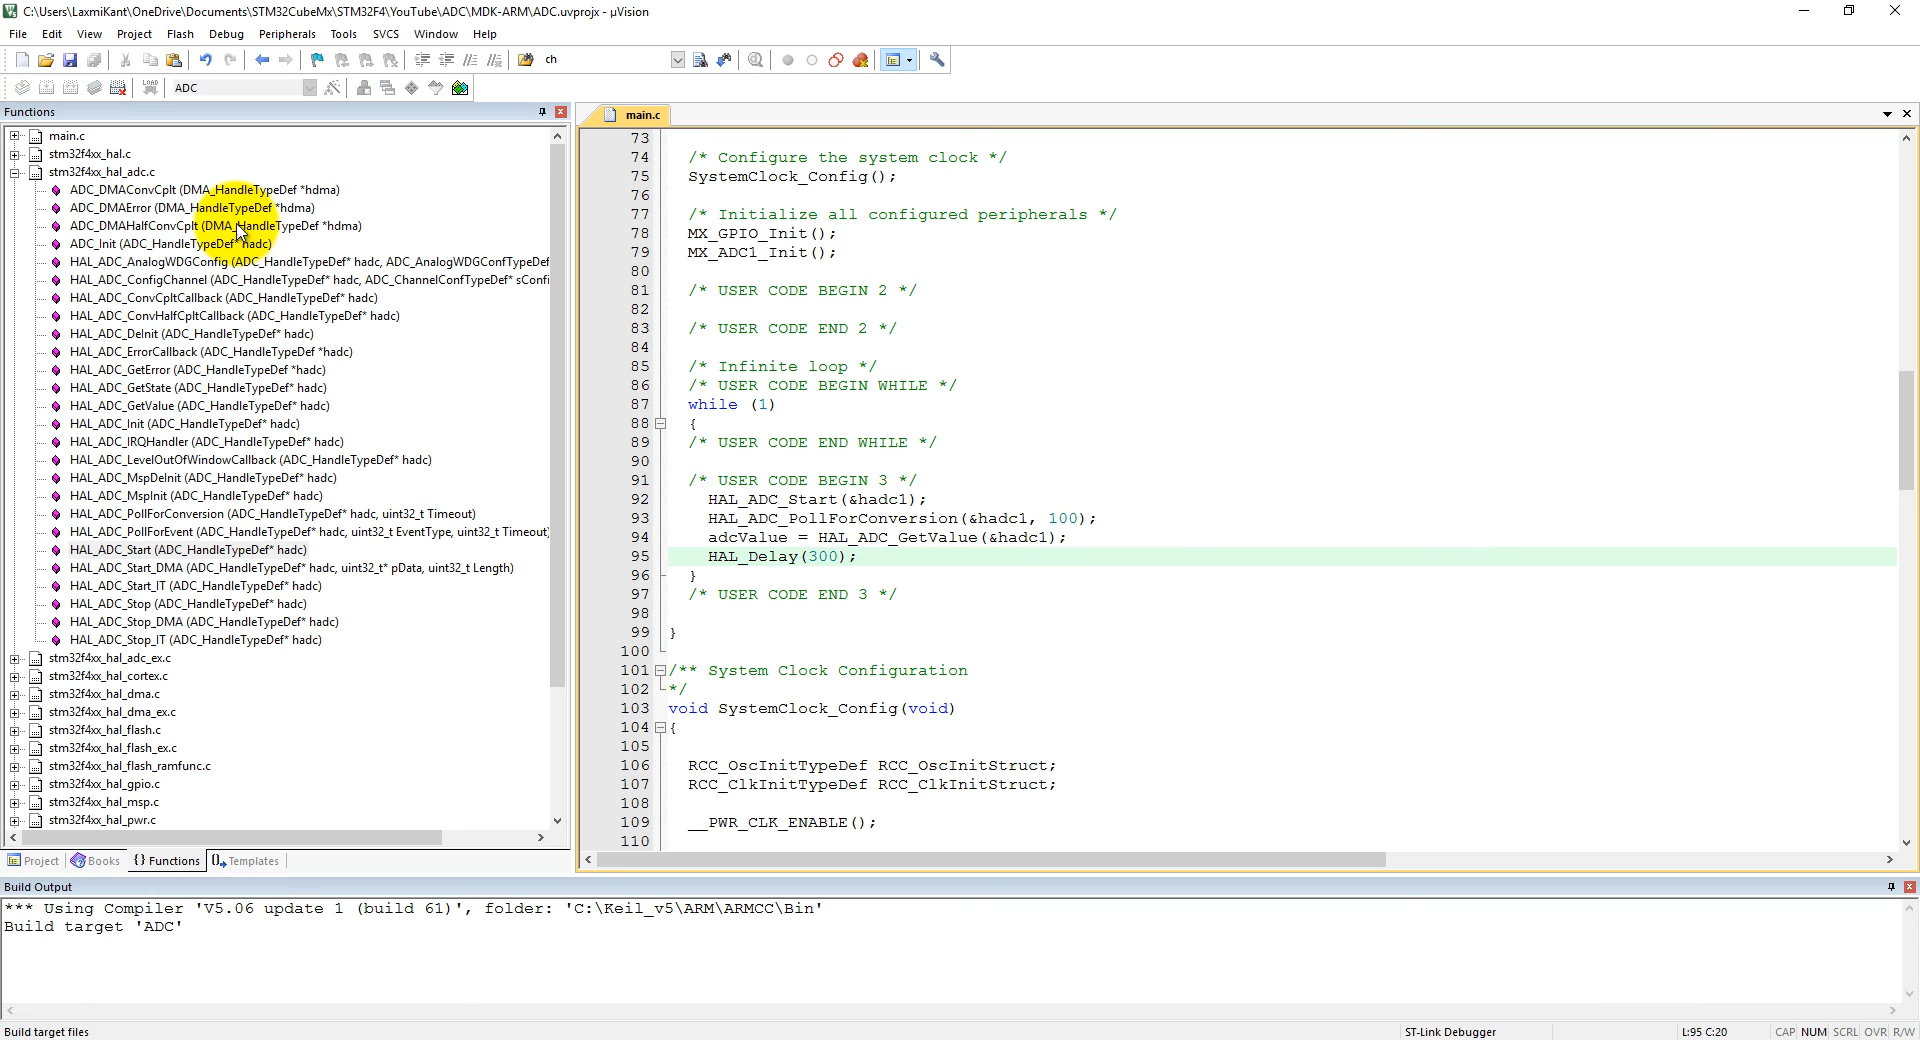 C:\Users\LaxmiKant\OneDrive\Documents\STM32CubeMx\STM32F4\YouTube\ADC\MDK-ARM\ADC.uvprojx - µVision
File Edit View Project Flash Debug Peripherals Tools SVCS Window Help
ch
LOAD ADC
Functions
main.c
stm32f4xx_hal.c
stm32f4xx_hal_adc.c
ADC_DMAConvCplt (DMA_HandleTypeDef *hdma)
ADC_DMAError (DMA_HandleTypeDef *hdma)
ADC_DMAHalfConvCplt (DMA_HandleTypeDef *hdma)
ADC_Init (ADC_HandleTypeDef* hadc)
HAL_ADC_AnalogWDGConfig (ADC_HandleTypeDef* hadc, ADC_AnalogWDGConfTypeDef
HAL_ADC_ConfigChannel (ADC_HandleTypeDef* hadc, ADC_ChannelConfTypeDef* sConfi
HAL_ADC_ConvCpltCallback (ADC_HandleTypeDef* hadc)
HAL_ADC_ConvHalfCpltCallback (ADC_HandleTypeDef* hadc)
HAL_ADC_DeInit (ADC_HandleTypeDef* hadc)
HAL_ADC_ErrorCallback (ADC_HandleTypeDef *hadc)
HAL_ADC_GetError (ADC_HandleTypeDef *hadc)
HAL_ADC_GetState (ADC_HandleTypeDef* hadc)
HAL_ADC_GetValue (ADC_HandleTypeDef* hadc)
HAL_ADC_Init (ADC_HandleTypeDef* hadc)
HAL_ADC_IRQHandler (ADC_HandleTypeDef* hadc)
HAL_ADC_LevelOutOfWindowCallback (ADC_HandleTypeDef* hadc)
HAL_ADC_MspDeInit (ADC_HandleTypeDef* hadc)
HAL_ADC_MspInit (ADC_HandleTypeDef* hadc)
HAL_ADC_PollForConversion (ADC_HandleTypeDef* hadc, uint32_t Timeout)
HAL_ADC_PollForEvent (ADC_HandleTypeDef* hadc, uint32_t EventType, uint32_t Timeout)
HAL_ADC_Start (ADC_HandleTypeDef* hadc)
HAL_ADC_Start_DMA (ADC_HandleTypeDef* hadc, uint32_t* pData, uint32_t Length)
HAL_ADC_Start_IT (ADC_HandleTypeDef* hadc)
HAL_ADC_Stop (ADC_HandleTypeDef* hadc)
HAL_ADC_Stop_DMA (ADC_HandleTypeDef* hadc)
HAL_ADC_Stop_IT (ADC_HandleTypeDef* hadc)
stm32f4xx_hal_adc_ex.c
stm32f4xx_hal_cortex.c
stm32f4xx_hal_dma.c
stm32f4xx_hal_dma_ex.c
stm32f4xx_hal_flash.c
stm32f4xx_hal_flash_ex.c
stm32f4xx_hal_flash_ramfunc.c
stm32f4xx_hal_gpio.c
stm32f4xx_hal_msp.c
stm32f4xx_hal_pwr.c
Project Books {} Functions Templates
main.c
73
74 /* Configure the system clock */
75 SystemClock_Config();
76
77 /* Initialize all configured peripherals */
78 MX_GPIO_Init();
79 MX_ADC1_Init();
80
81 /* USER CODE BEGIN 2 */
82
83 /* USER CODE END 2 */
84
85 /* Infinite loop */
86 /* USER CODE BEGIN WHILE */
87 while (1)
88 {
89 /* USER CODE END WHILE */
90
91 /* USER CODE BEGIN 3 */
92 HAL_ADC_Start(&hadc1);
93 HAL_ADC_PollForConversion(&hadc1, 100);
94 adcValue = HAL_ADC_GetValue(&hadc1);
95 HAL_Delay(300);
96 }
97 /* USER CODE END 3 */
98
99 }
100
101 /** System Clock Configuration
102 */
103 void SystemClock_Config(void)
104 {
105
106 RCC_OscInitTypeDef RCC_OscInitStruct;
107 RCC_ClkInitTypeDef RCC_ClkInitStruct;
108
109 __PWR_CLK_ENABLE();
110
Build Output
*** Using Compiler 'V5.06 update 1 (build 61)', folder: 'C:\Keil_v5\ARM\ARMCC\Bin'
Build target 'ADC'
Build target files ST-Link Debugger L:95 C:20 CAP NUM SCRL OVR R/W